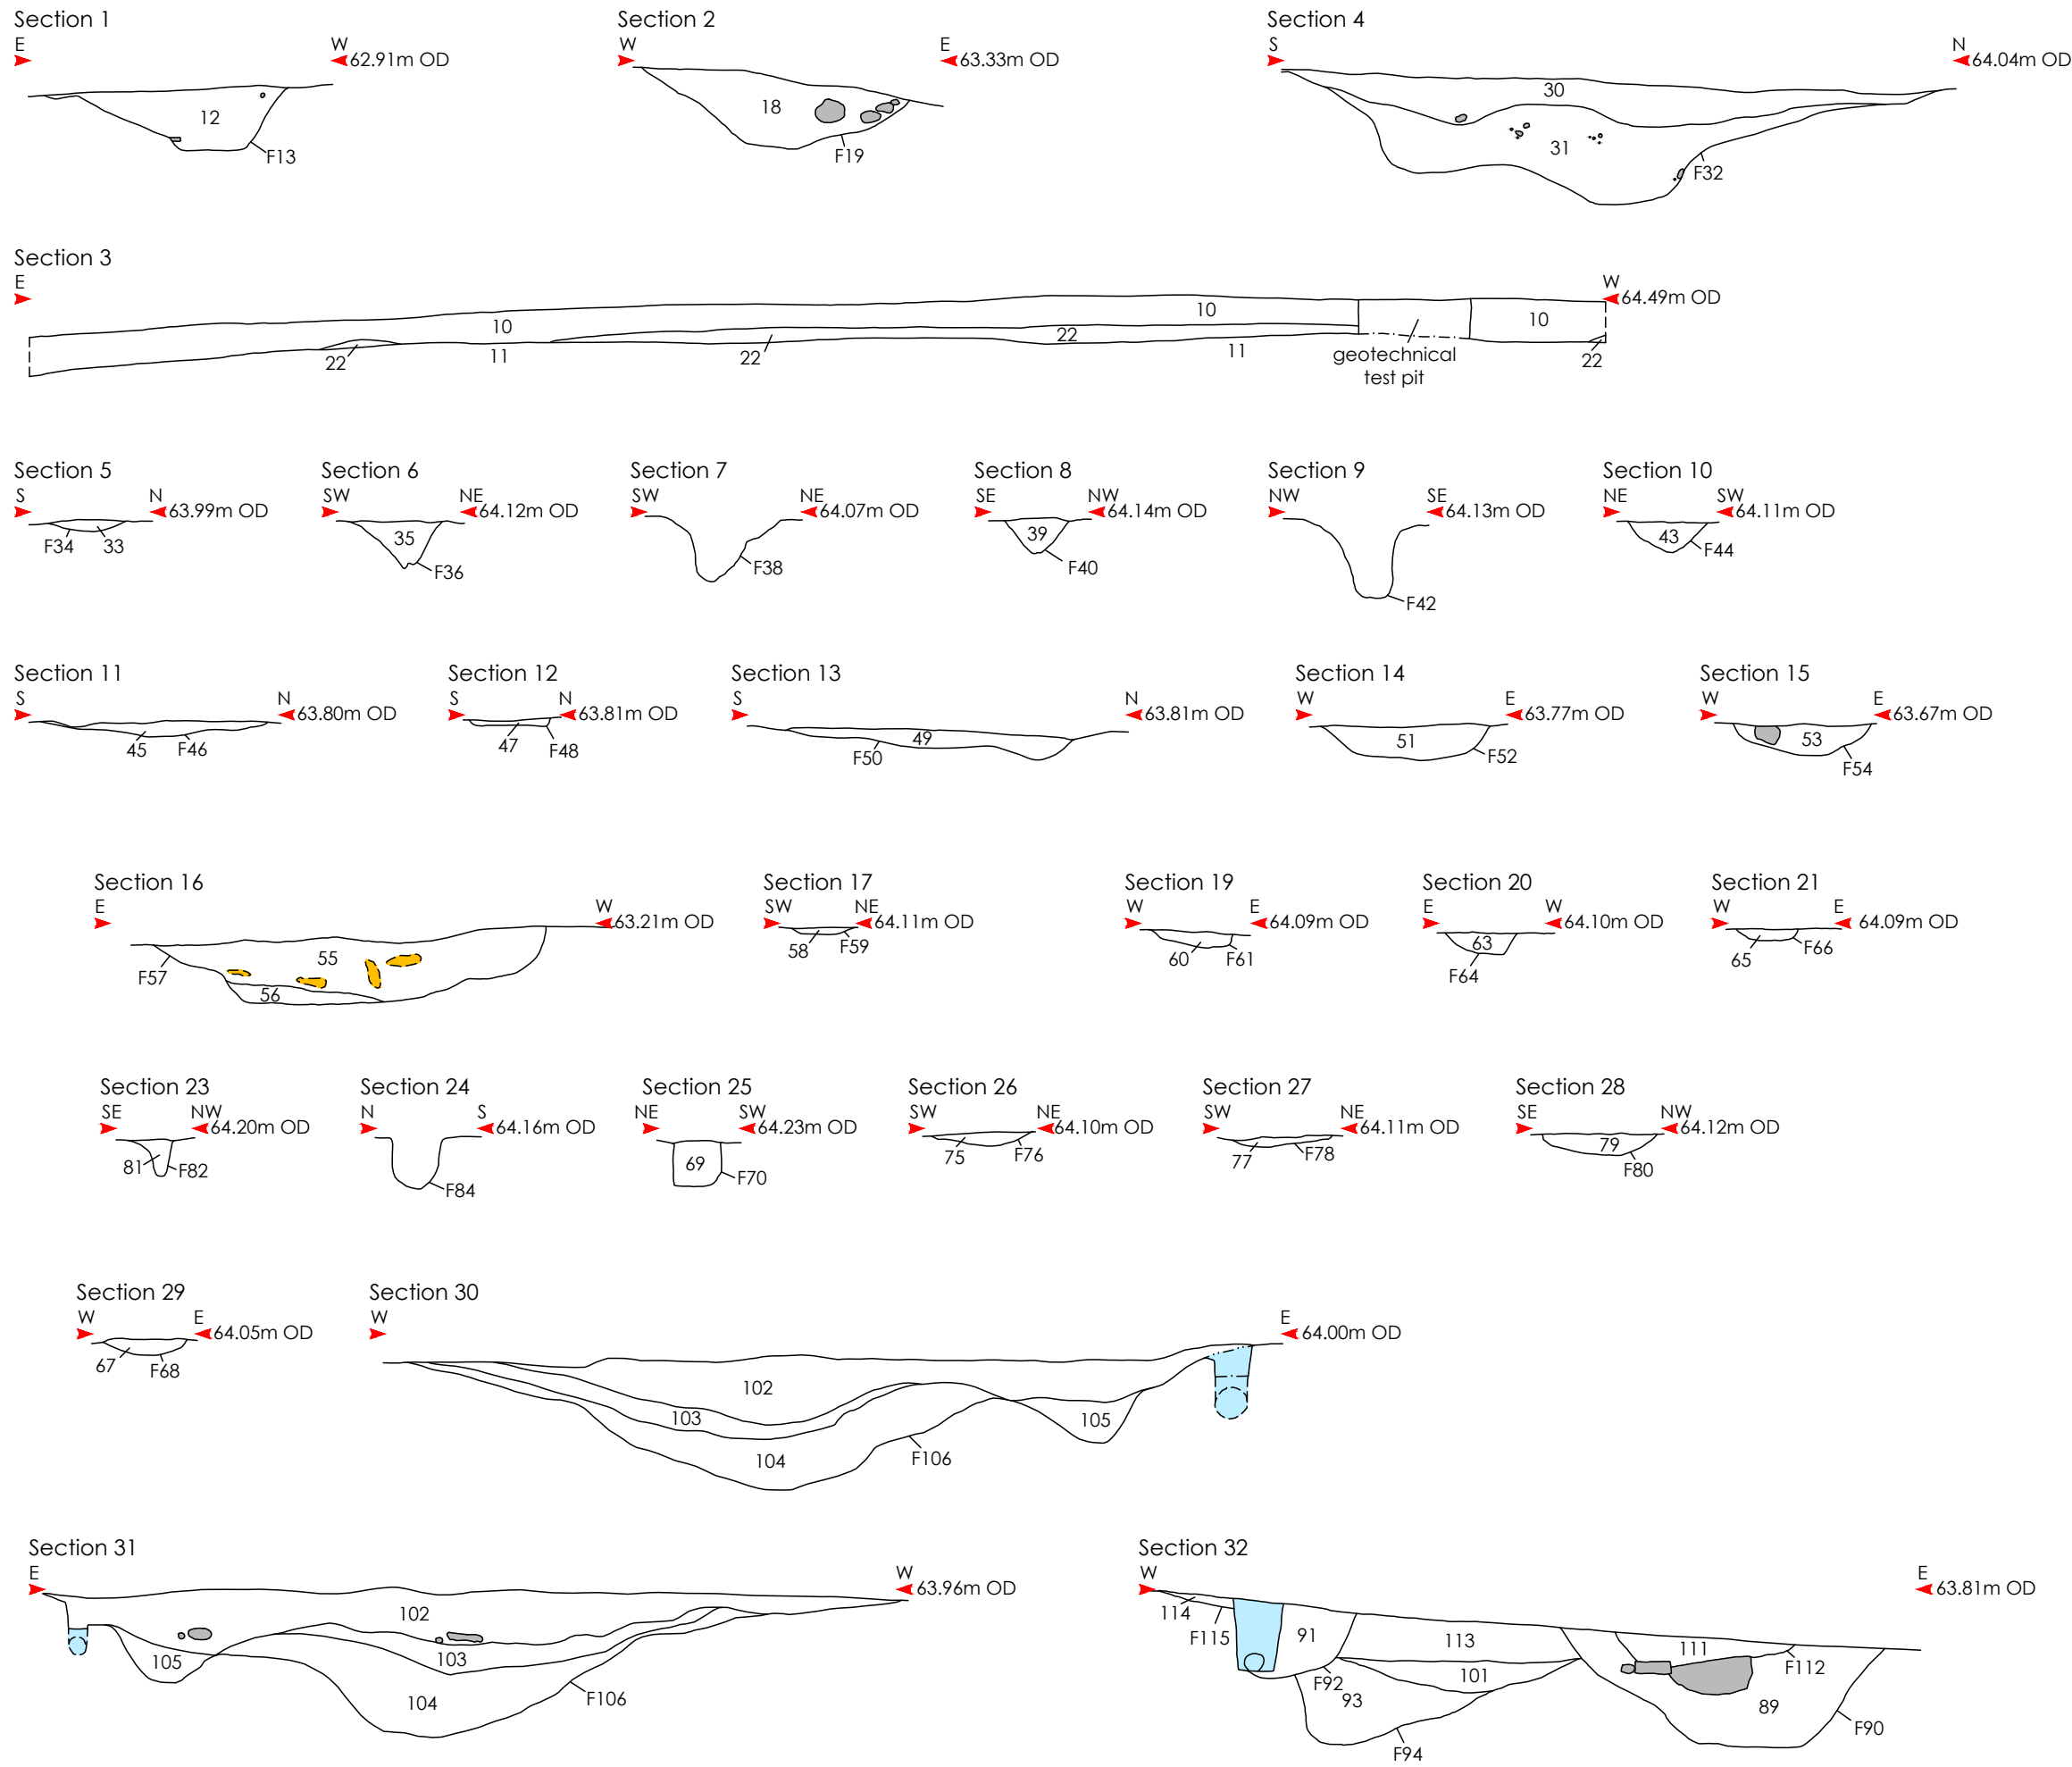 Section 1
E
W
62.91m OD
12
F13
Section 2
W
E
63.33m OD
18
F19
Section 4
S
N
64.04m OD
30
31
F32
Section 3
E
W
64.49m OD
10
10
10
22
22
11
22
11
22
geotechnical
test pit
Section 5
S
N
63.99m OD
F34
33
Section 6
SW
NE
64.12m OD
35
F36
Section 7
SW
NE
64.07m OD
F38
Section 8
SE
NW
64.14m OD
39
F40
Section 9
NW
SE
64.13m OD
F42
Section 10
NE
SW
64.11m OD
43
F44
Section 11
S
N
63.80m OD
45
F46
Section 12
S
N
63.81m OD
47
F48
Section 13
S
N
63.81m OD
49
F50
Section 14
W
E
63.77m OD
51
F52
Section 15
W
E
63.67m OD
53
F54
Section 16
E
W
63.21m OD
55
F57
56
Section 17
SW
NE
64.11m OD
58
F59
Section 19
W
E
64.09m OD
60
F61
Section 20
E
W
64.10m OD
63
F64
Section 21
W
E
64.09m OD
65
F66
Section 23
SE
NW
64.20m OD
81
F82
Section 24
N
S
64.16m OD
F84
Section 25
NE
SW
64.23m OD
69
F70
Section 26
SW
NE
64.10m OD
75
F76
Section 27
SW
NE
64.11m OD
77
F78
Section 28
SE
NW
64.12m OD
79
F80
Section 29
W
E
64.05m OD
67
F68
Section 30
W
E
64.00m OD
102
103
105
104
F106
Section 31
E
W
63.96m OD
102
105
103
104
F106
Section 32
W
E
63.81m OD
114
F115
91
113
111
F112
101
F92
93
89
F90
F94